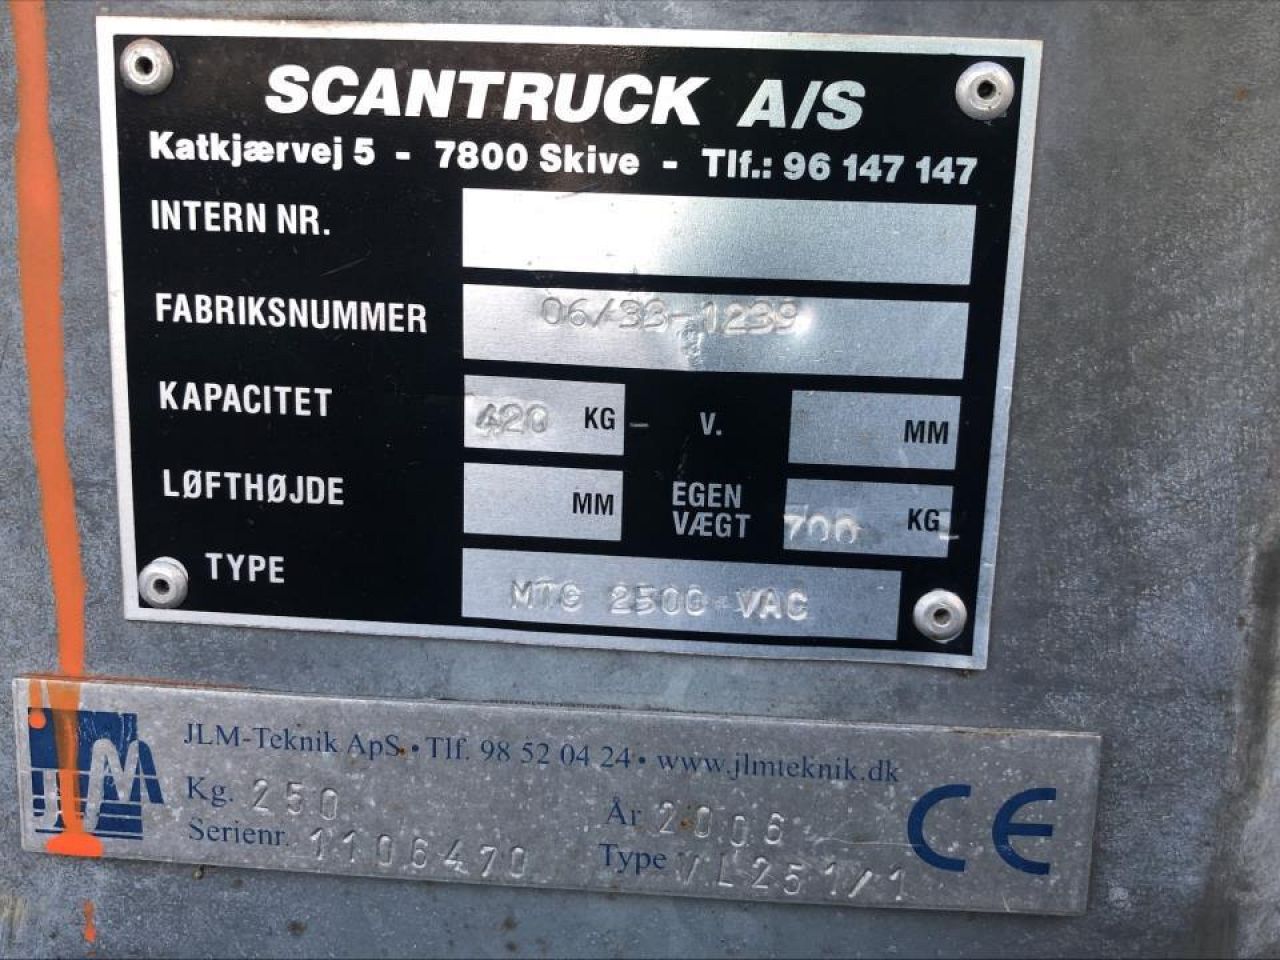 SCANTRUCK A/S
Katkjærvej 5 - 7800 Skive - Tlf.: 96 147 147
INTERN NR.
FABRIKSNUMMER 06/33-1239
KAPACITET 420 KG - V. MM
LØFTHØJDE MM EGEN VÆGT 700 KG
TYPE MTC 2500 VAC
JLM JLM-Teknik ApS • Tlf. 98 52 04 24 • www.jlmteknik.dk
Kg. 250 År 2006 CE
Serienr. 1106470 Type VL251/1